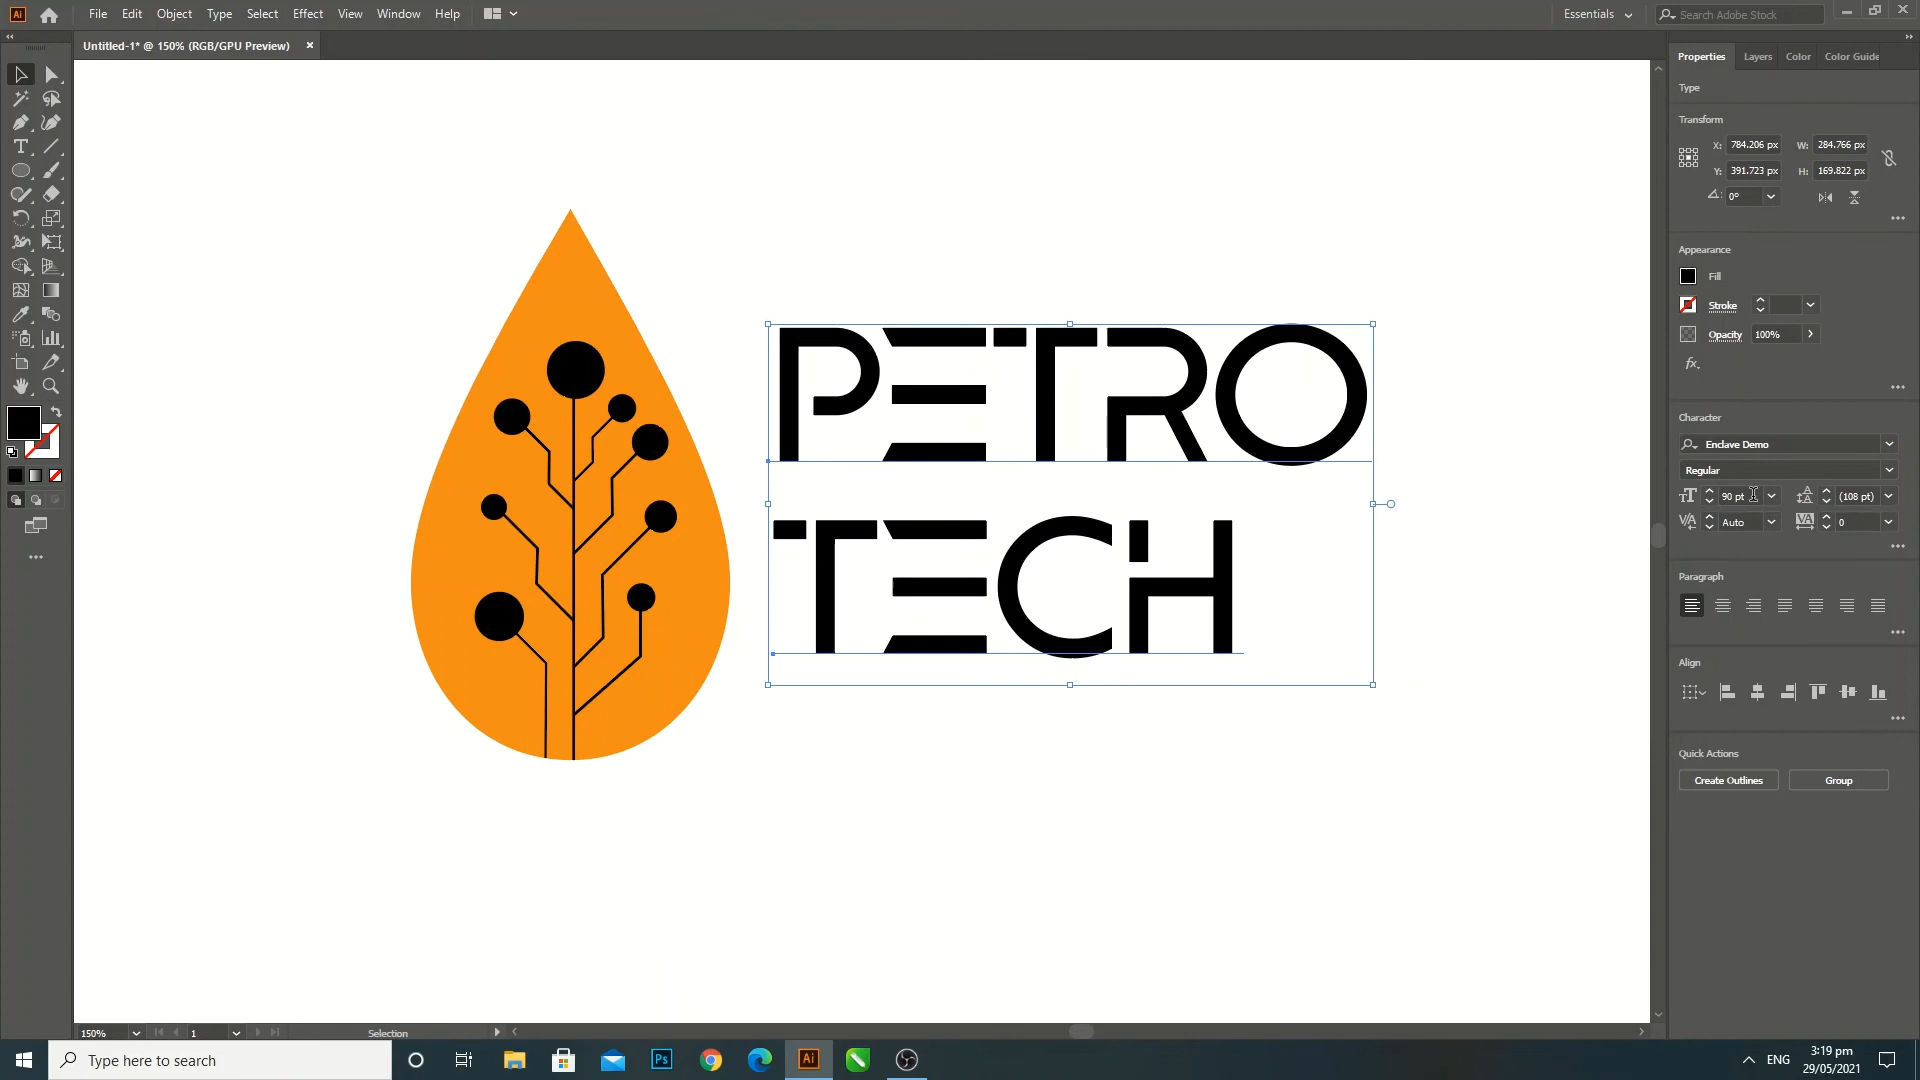 Ai File Edit Object Type Select Effect View Window Help Essentials Search Adobe Stock
Untitled-1* @ 150% (RGB/GPU Preview) ×
Properties Layers Color Color Guide
Type
Transform
X: 784.206 px W: 284.766 px
Y: 391.723 px H: 169.822 px
0°
Appearance
Fill
Stroke
Opacity 100%
fx.
Character
Enclave Demo
Regular
90 pt (108 pt)
Auto 0
Paragraph
Align
Quick Actions
Create Outlines Group
PETRO
TECH
150% 1 Selection
Type here to search
Ps Ai
ENG
3:19 pm
29/05/2021